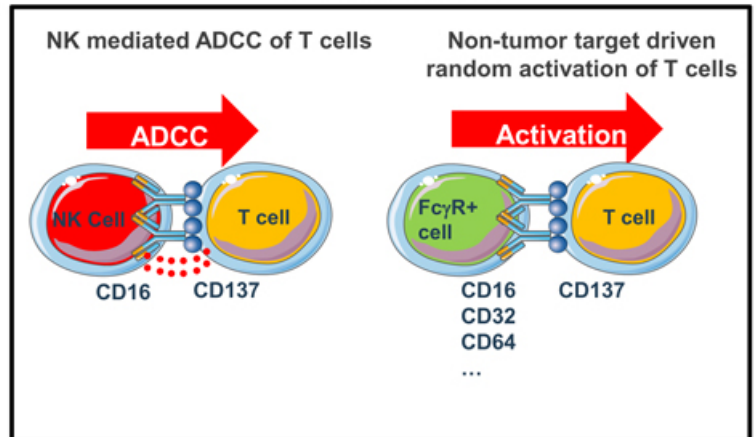 NK mediated ADCC of T cells
ADCC
NK Cell
T cell
CD16
CD137
Non-tumor target driven
random activation of T cells
Activation
FcγR+
cell
T cell
CD16
CD32
CD64
...
CD137